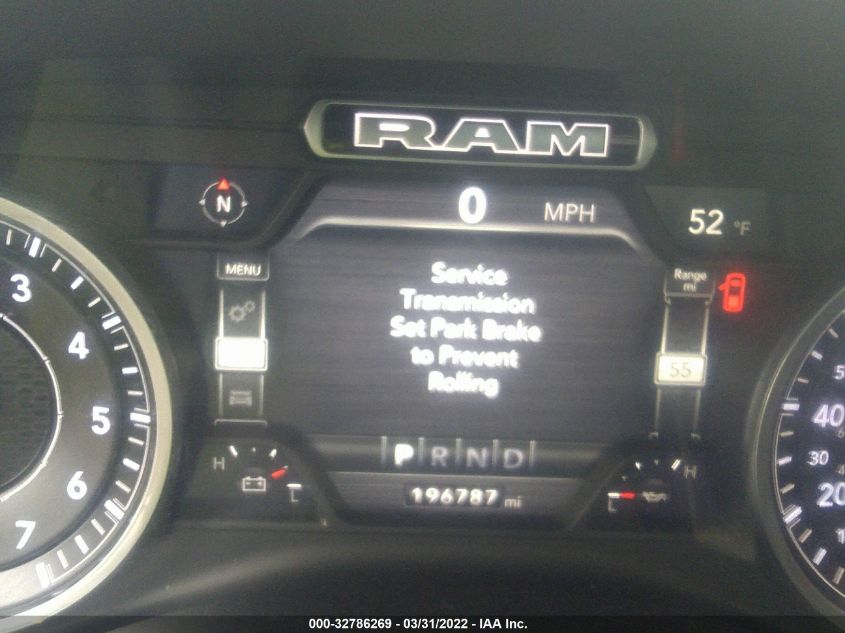 RAM
N
0 MPH
52 °F
MENU
Range
mi
Service
Transmission
Set Park Brake
to Prevent
Rolling
55
3
4
5
6
7
40
30
20
P R N D
H
L
196787 mi
L
H
000-32786269 - 03/31/2022 - IAA Inc.